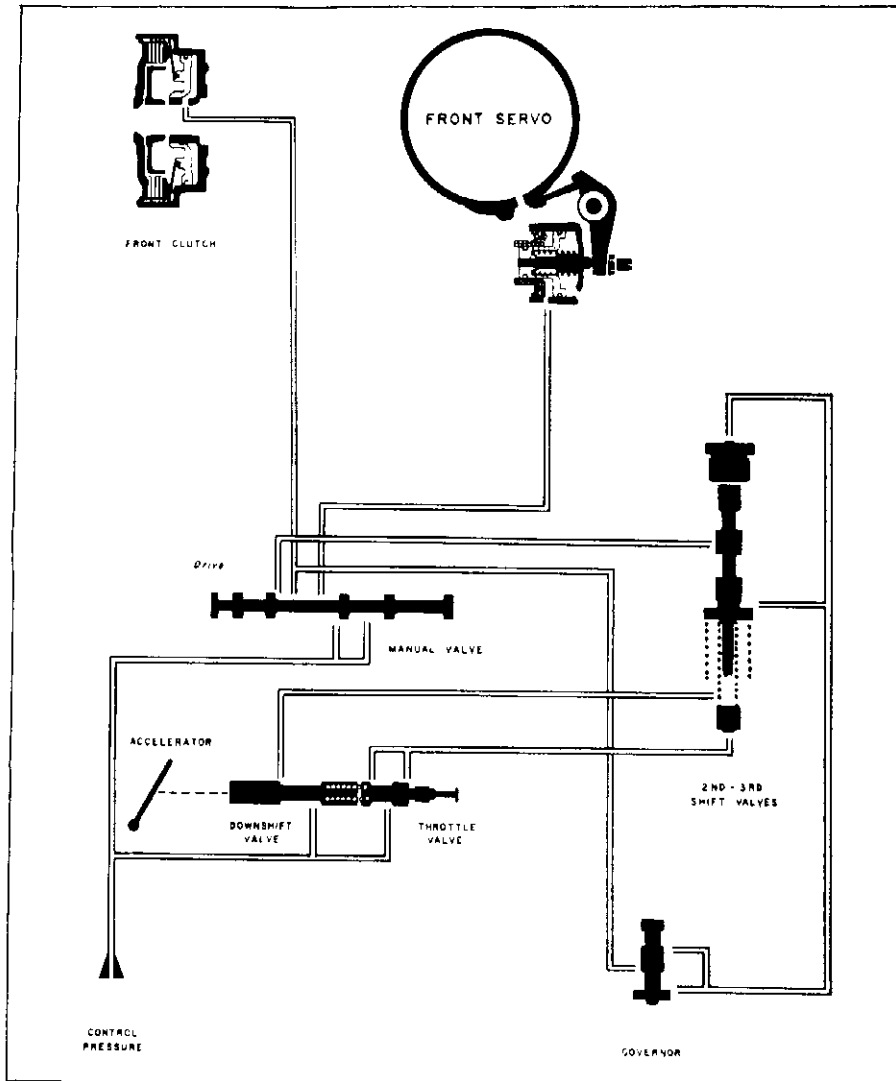 FRONT SERVO
FRONT CLUTCH
Drive
MANUAL VALVE
ACCELERATOR
DOWNSHIFT
VALVE
THROTTLE
VALVE
2ND - 3RD
SHIFT VALVES
CONTROL
PRESSURE
GOVERNOR